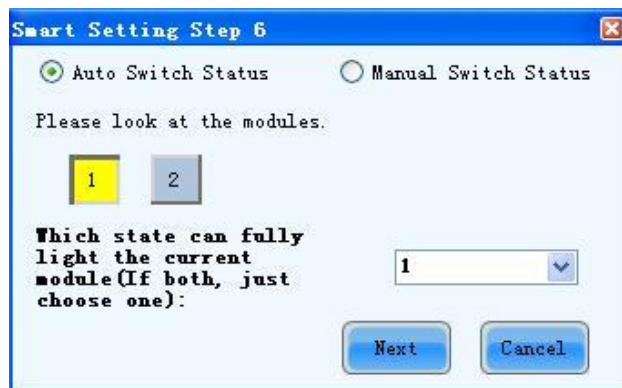 Smart Setting Step 6
Auto Switch Status Manual Switch Status
Please look at the modules.
1 2
Which state can fully
light the current
module(If both, just
choose one):
1
Next Cancel